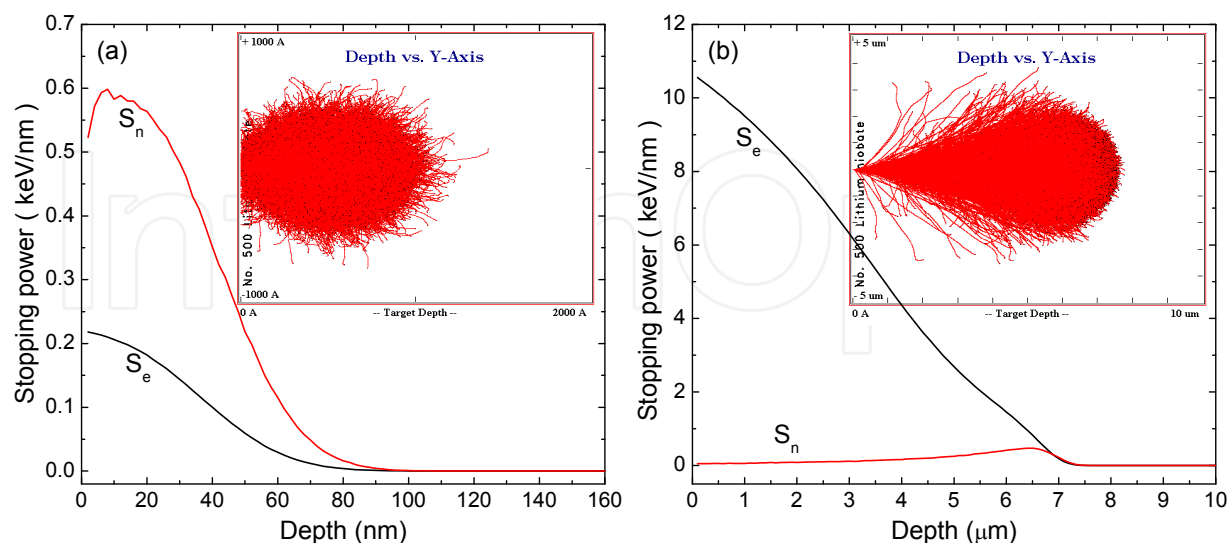 (a)
Stopping power ( keV/nm)
0.7
0.6
0.5
0.4
0.3
0.2
0.1
0.0
S_n
S_e
0
20
40
60
80
100
120
140
160
Depth (nm)
+ 1000 A
Depth vs. Y-Axis
-1000 A
0 A
-- Target Depth --
2000 A
(b)
Stopping power ( keV/nm)
12
10
8
6
4
2
0
S_e
S_n
0
1
2
3
4
5
6
7
8
9
10
Depth (μm)
+ 5 um
Depth vs. Y-Axis
No. 500 Lithium niobate
- 5 um
0 A
-- Target Depth --
10 um